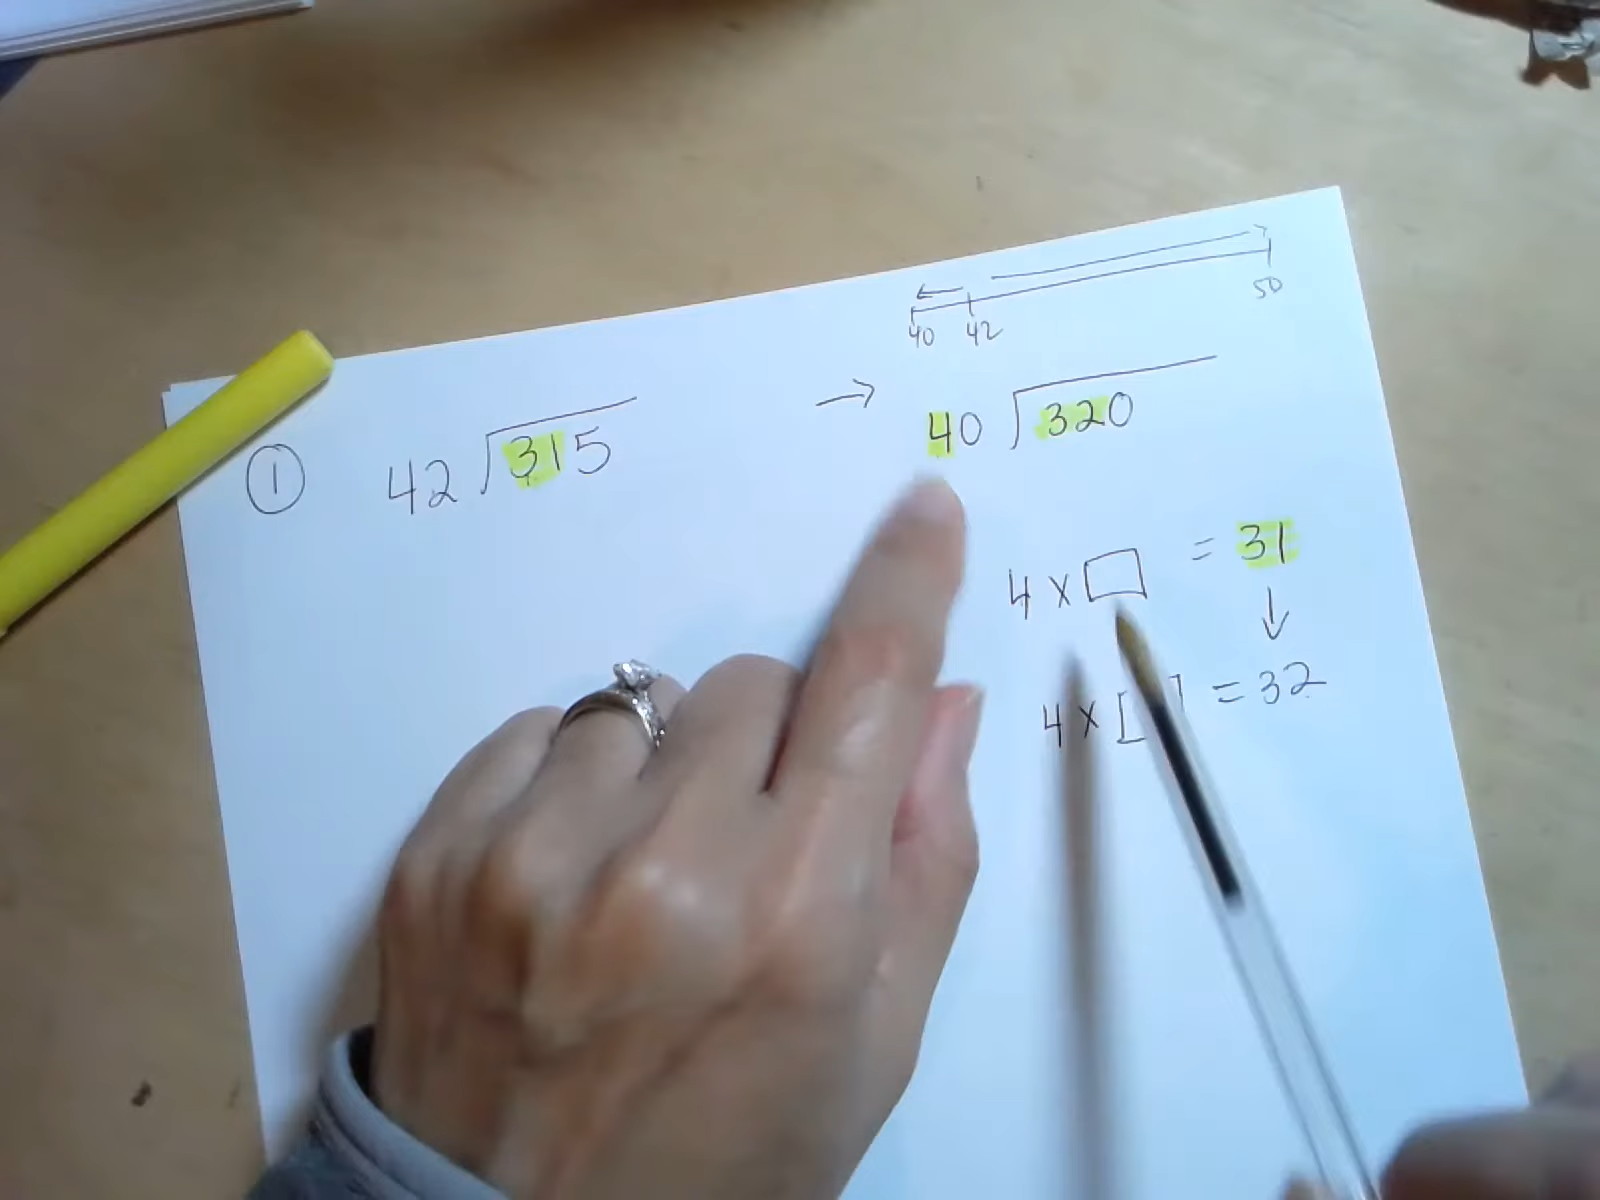 40 42 50
① 42 ⟌315 → 40 ⟌320
4 x □ = 31
↓
4 x □ = 32